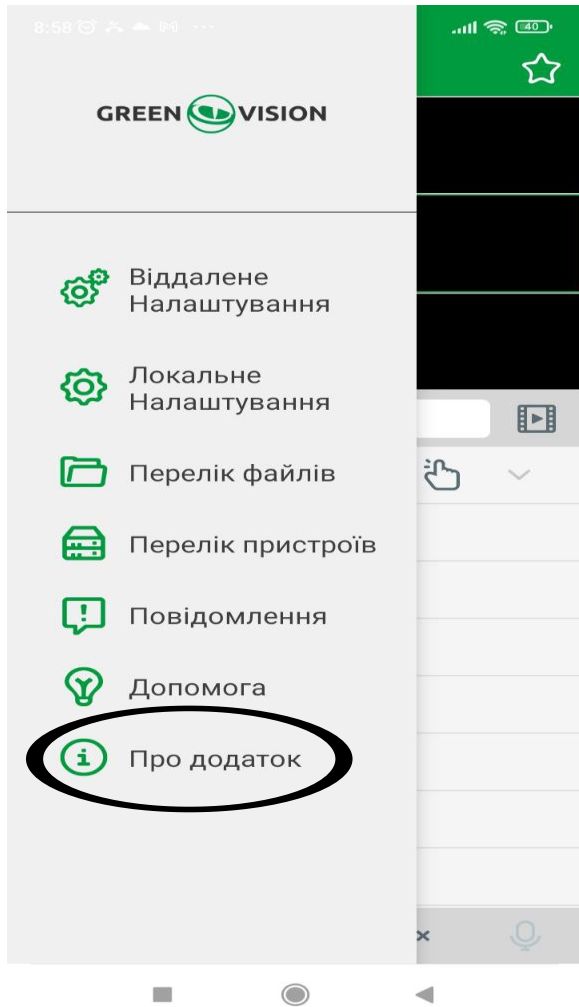 8:58
40
GREEN VISION
Віддалене
Налаштування
Локальне
Налаштування
Перелік файлів
Перелік пристроїв
Повідомлення
Допомога
Про додаток